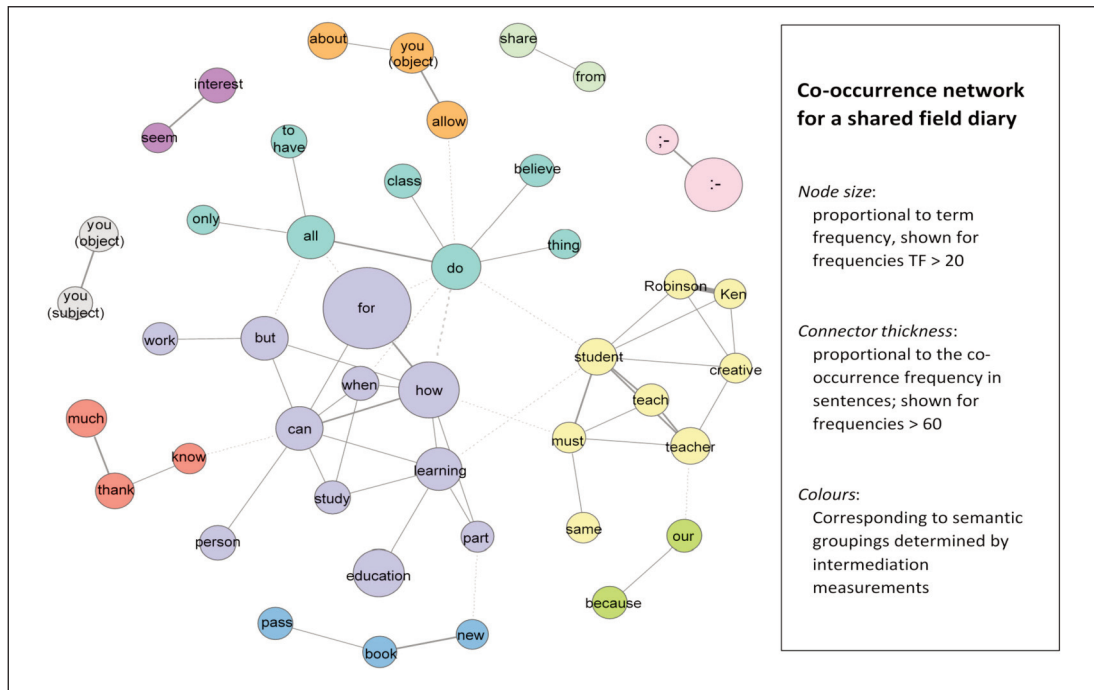 about
you
(object)
allow
share
from
interest
seem
to
have
class
believe
only
all
do
thing
;-
:-
you
(object)
you
(subject)
for
Robinson
Ken
work
but
student
creative
when
how
teach
much
can
must
teacher
know
thank
learning
study
same
person
part
our
education
because
pass
book
new
Co-occurrence network
for a shared field diary
Node size:
proportional to term
frequency, shown for
frequencies TF > 20
Connector thickness:
proportional to the co-
occurrence frequency in
sentences; shown for
frequencies > 60
Colours:
Corresponding to semantic
groupings determined by
intermediation
measurements